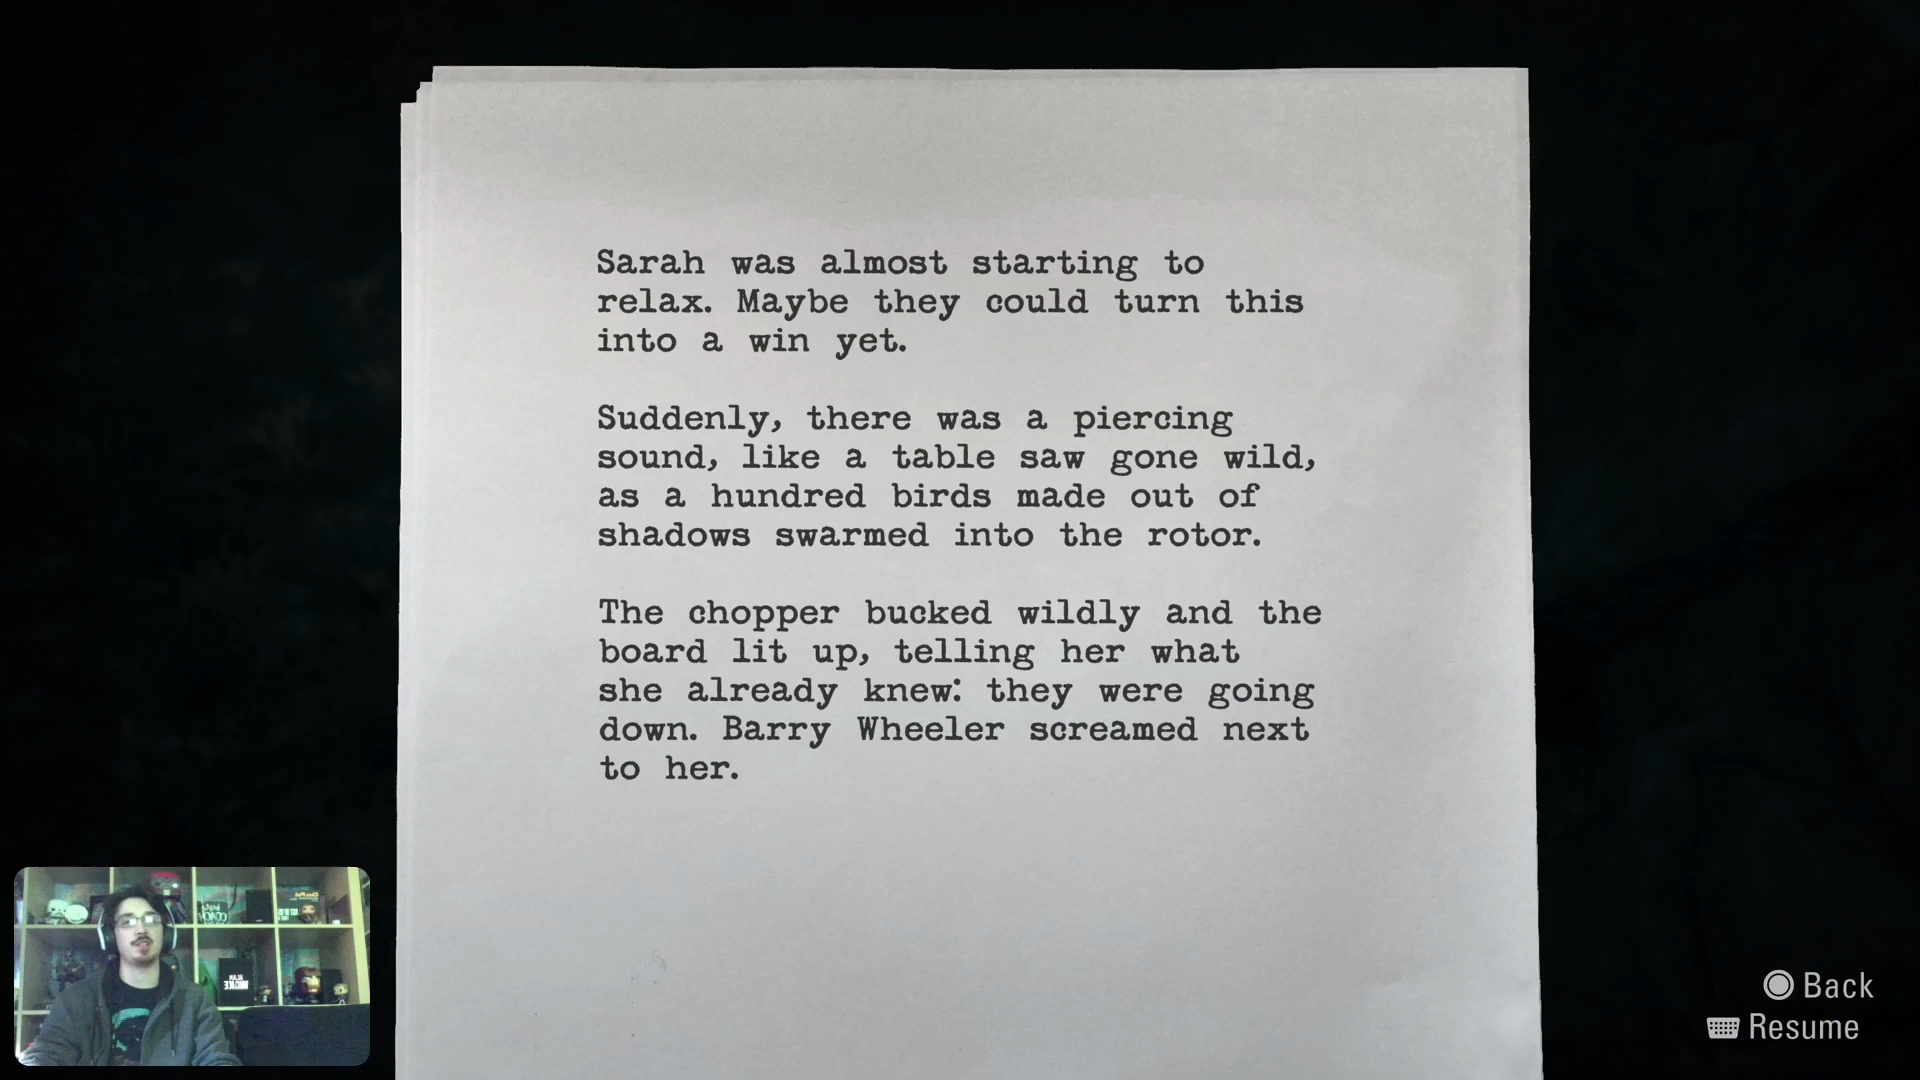 Sarah was almost starting to
relax. Maybe they could turn this
into a win yet.
Suddenly, there was a piercing
sound, like a table saw gone wild,
as a hundred birds made out of
shadows swarmed into the rotor.
The chopper bucked wildly and the
board lit up, telling her what
she already knew: they were going
down. Barry Wheeler screamed next
to her.
Back
Resume